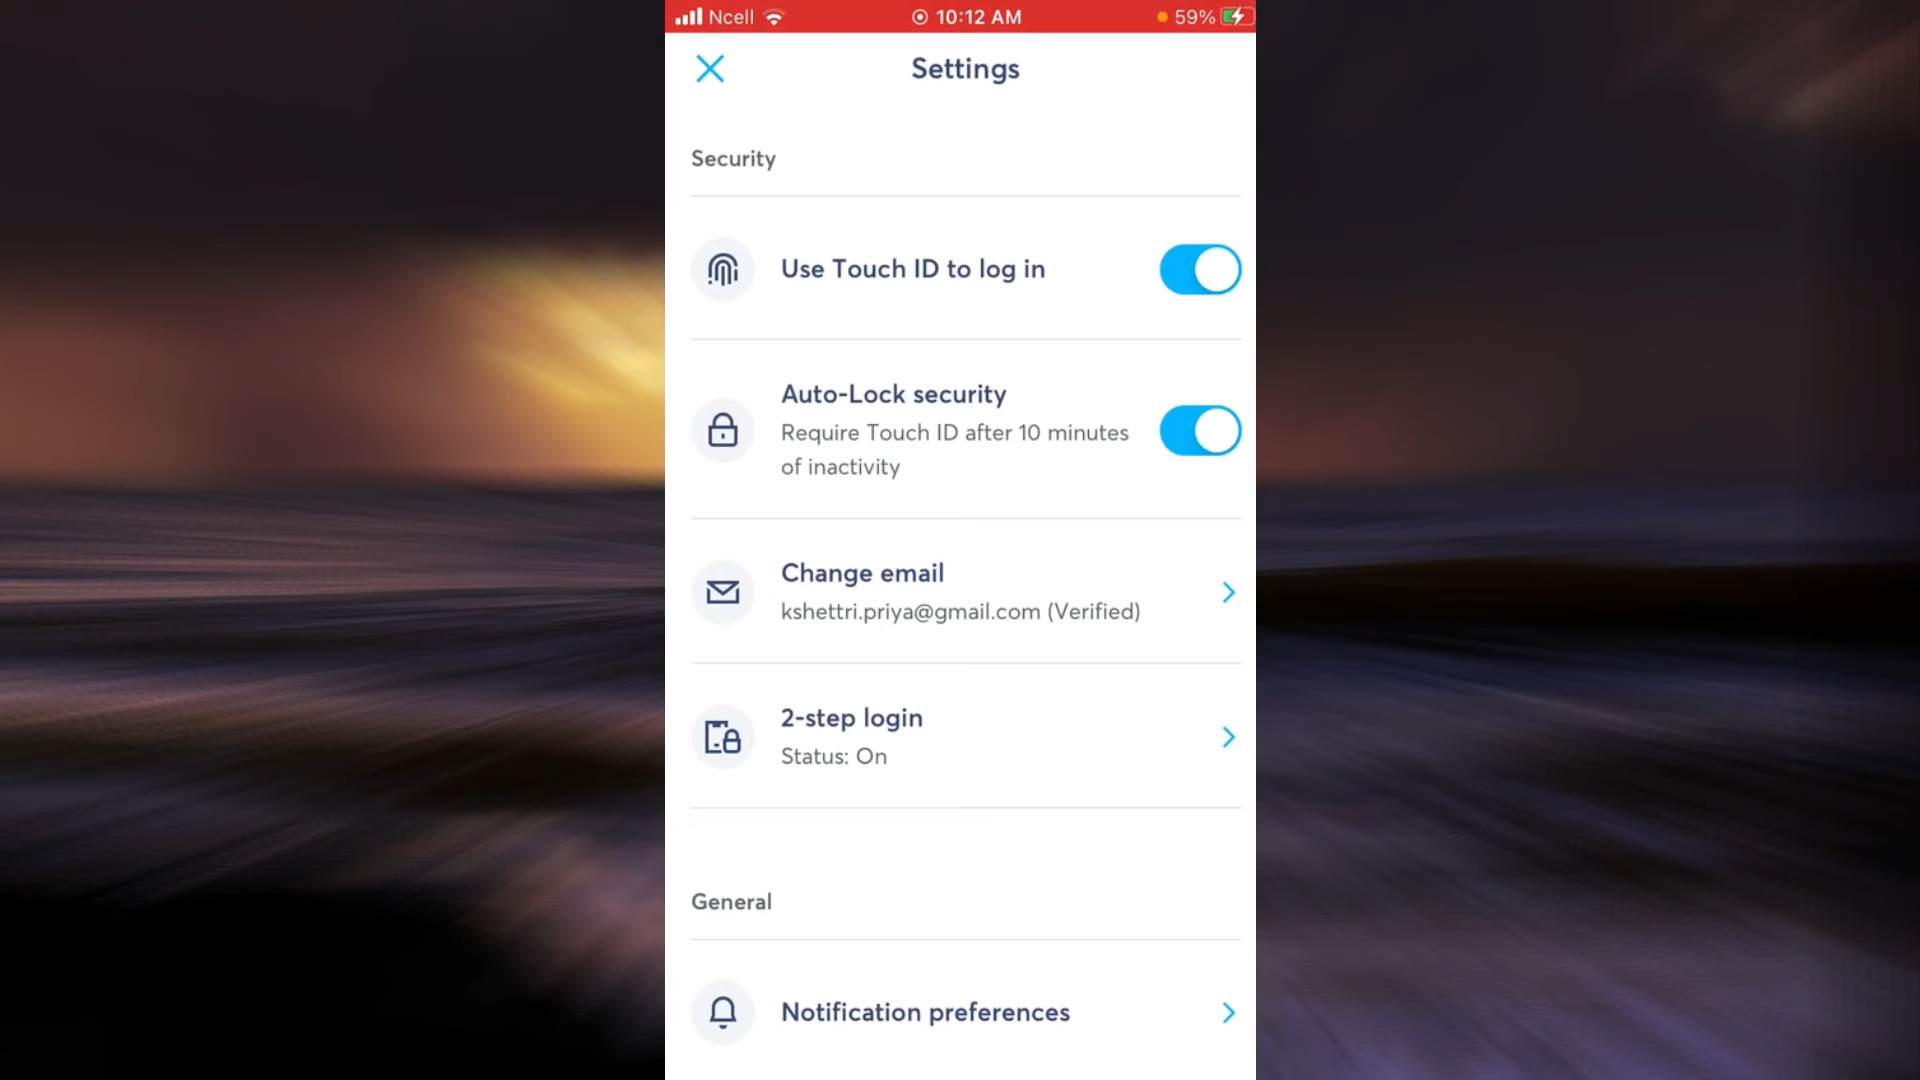 Ncell 10:12 AM 59%
Settings
Security
Use Touch ID to log in
Auto-Lock security
Require Touch ID after 10 minutes
of inactivity
Change email
kshettri.priya@gmail.com (Verified)
2-step login
Status: On
General
Notification preferences